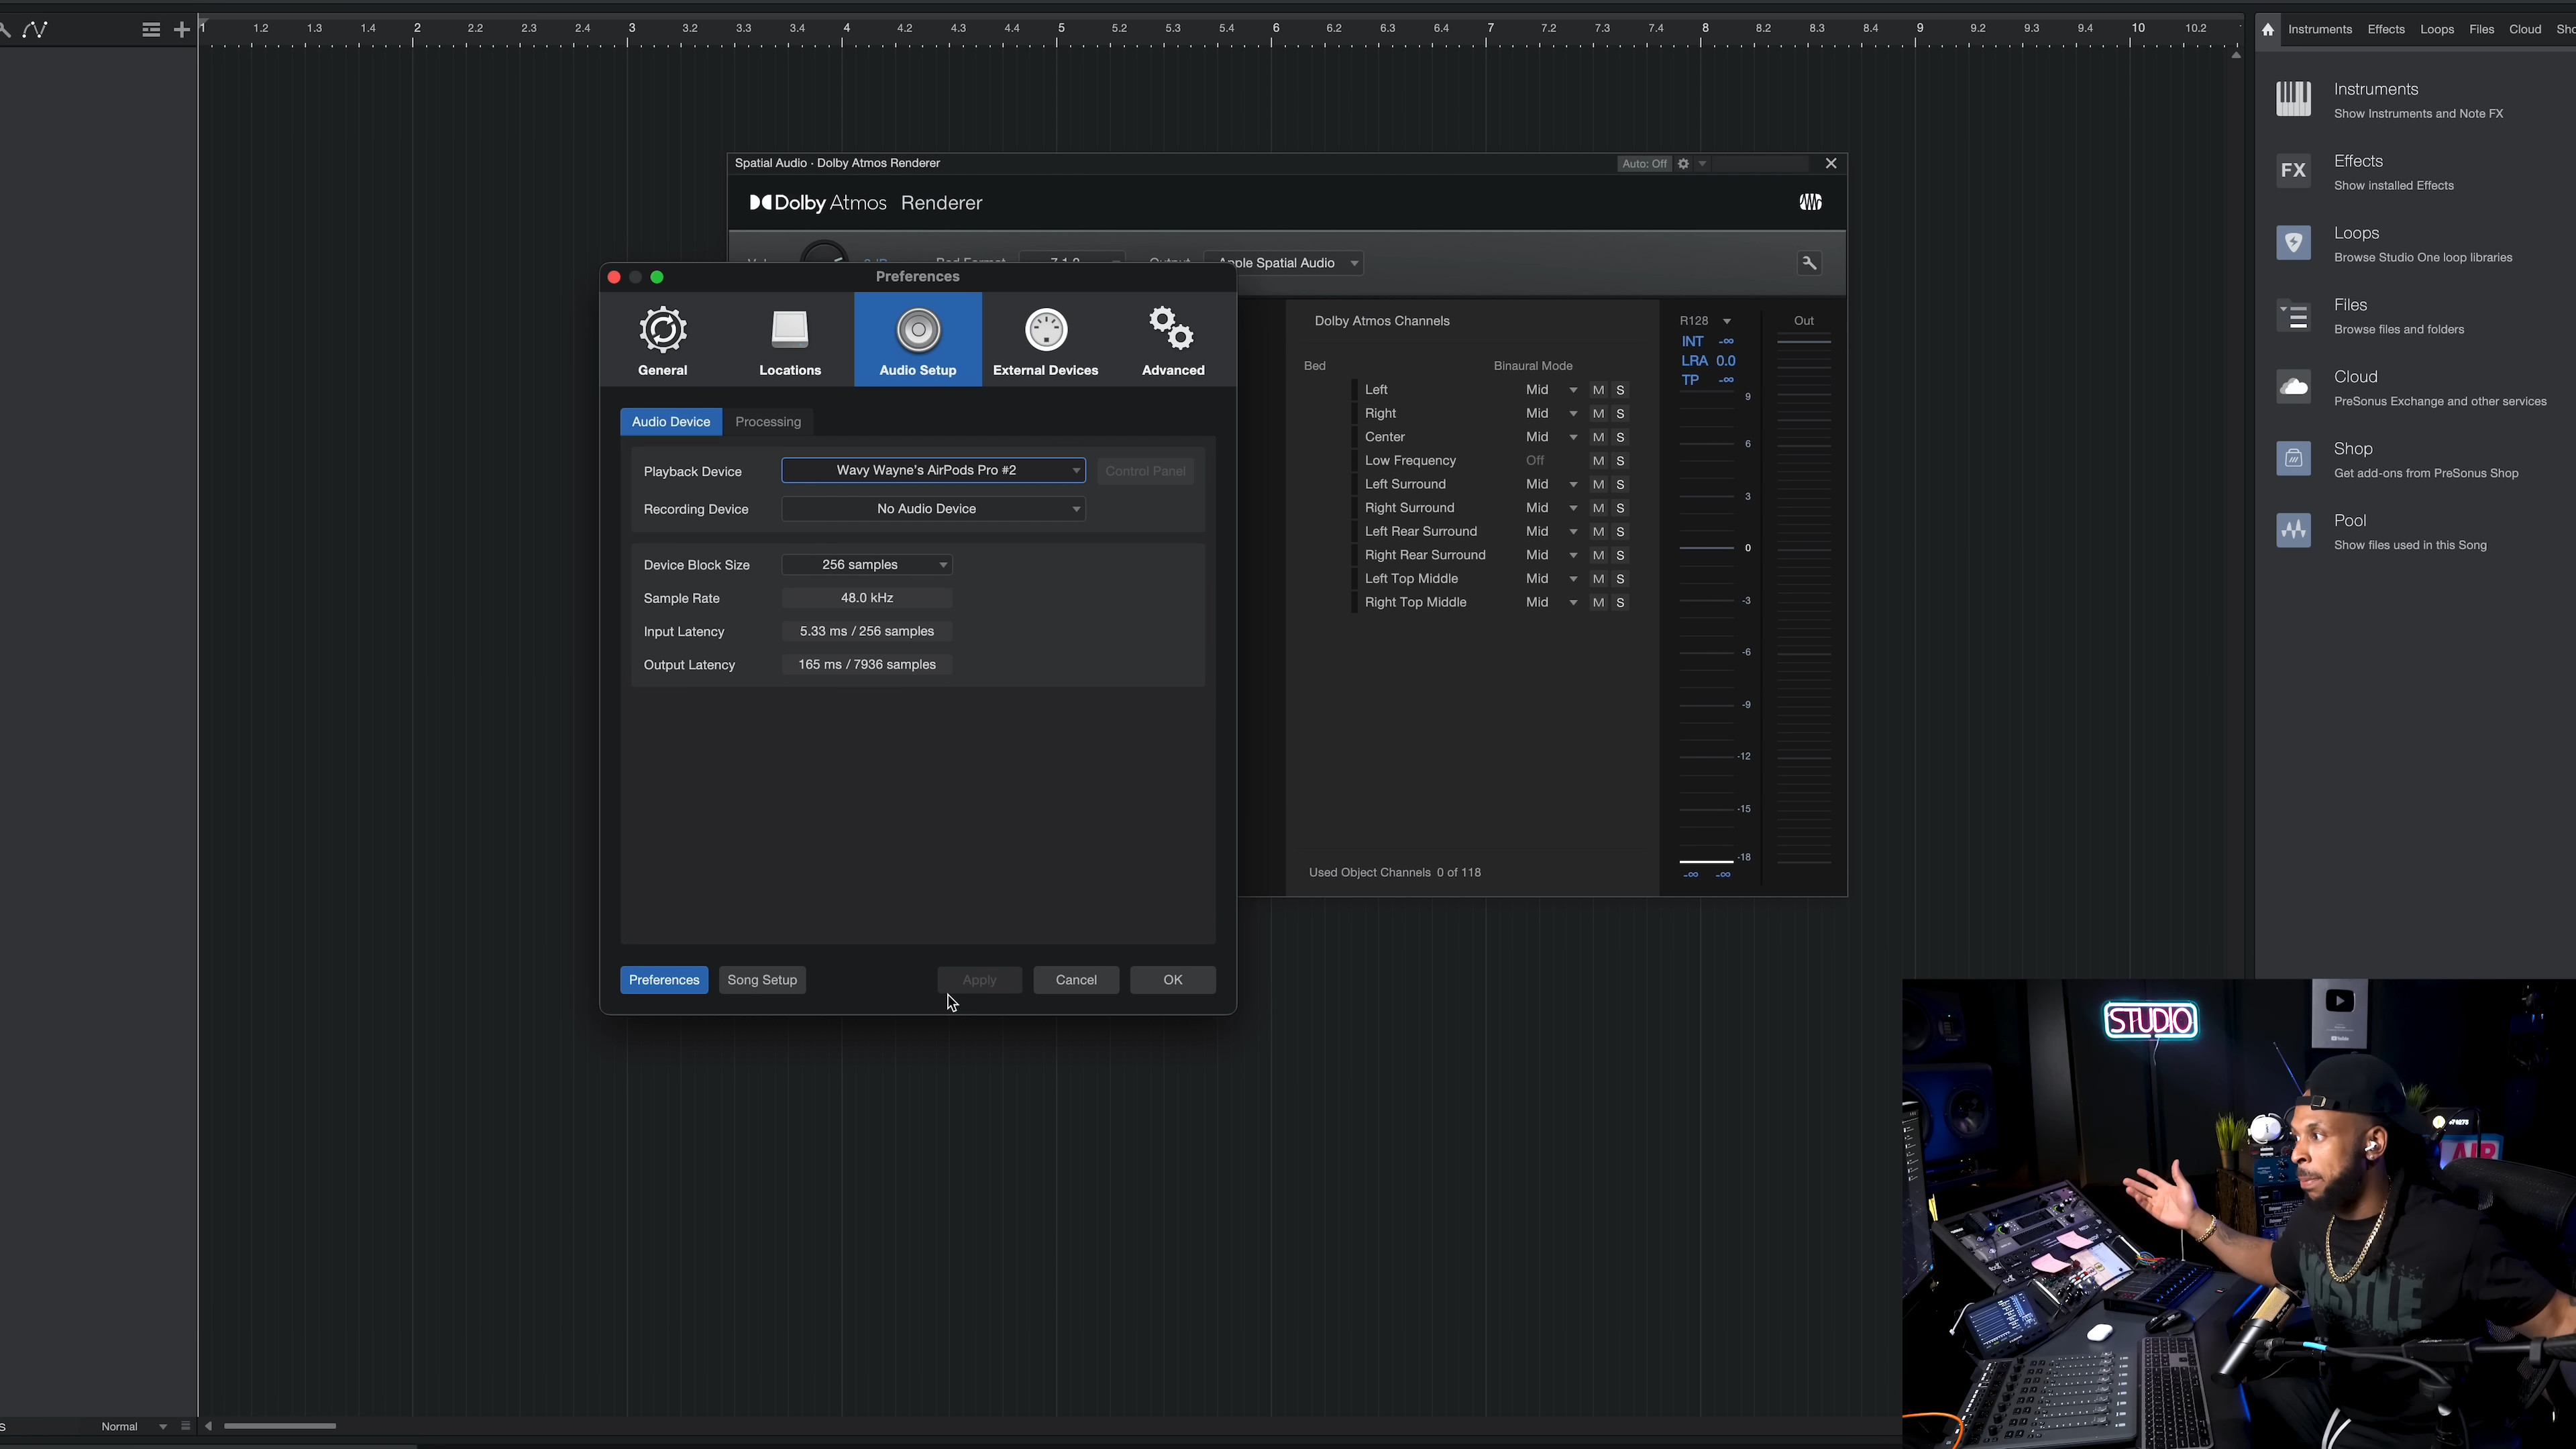 1 1.2 1.3 1.4 2 2.2 2.3 2.4 3 3.2 3.3 3.4 4 4.2 4.3 4.4 5 5.2 5.3 5.4 6 6.2 6.3 6.4 7 7.2 7.3 7.4 8 8.2 8.3 8.4 9 9.2 9.3 9.4 10 10.2
Instruments Effects Loops Files Cloud Sho
Instruments
Show Instruments and Note FX
FX
Effects
Show installed Effects
Loops
Browse Studio One loop libraries
Files
Browse files and folders
Cloud
PreSonus Exchange and other services
Shop
Get add-ons from PreSonus Shop
Pool
Show files used in this Song
Spatial Audio · Dolby Atmos Renderer
Auto: Off
Dolby Atmos Renderer
Apple Spatial Audio
Dolby Atmos Channels
Bed Binaural Mode
Left Mid M S
Right Mid M S
Center Mid M S
Low Frequency Off M S
Left Surround Mid M S
Right Surround Mid M S
Left Rear Surround Mid M S
Right Rear Surround Mid M S
Left Top Middle Mid M S
Right Top Middle Mid M S
Used Object Channels 0 of 118
R128 Out
INT -∞
LRA 0.0
TP -∞
9
6
3
0
-3
-6
-9
-12
-15
-18
-∞ -∞
Preferences
General Locations Audio Setup External Devices Advanced
Audio Device Processing
Playback Device Wavy Wayne's AirPods Pro #2 Control Panel
Recording Device No Audio Device
Device Block Size 256 samples
Sample Rate 48.0 kHz
Input Latency 5.33 ms / 256 samples
Output Latency 165 ms / 7936 samples
Preferences Song Setup Apply Cancel OK
S Normal
STUDIO
AIR
HUSTLE